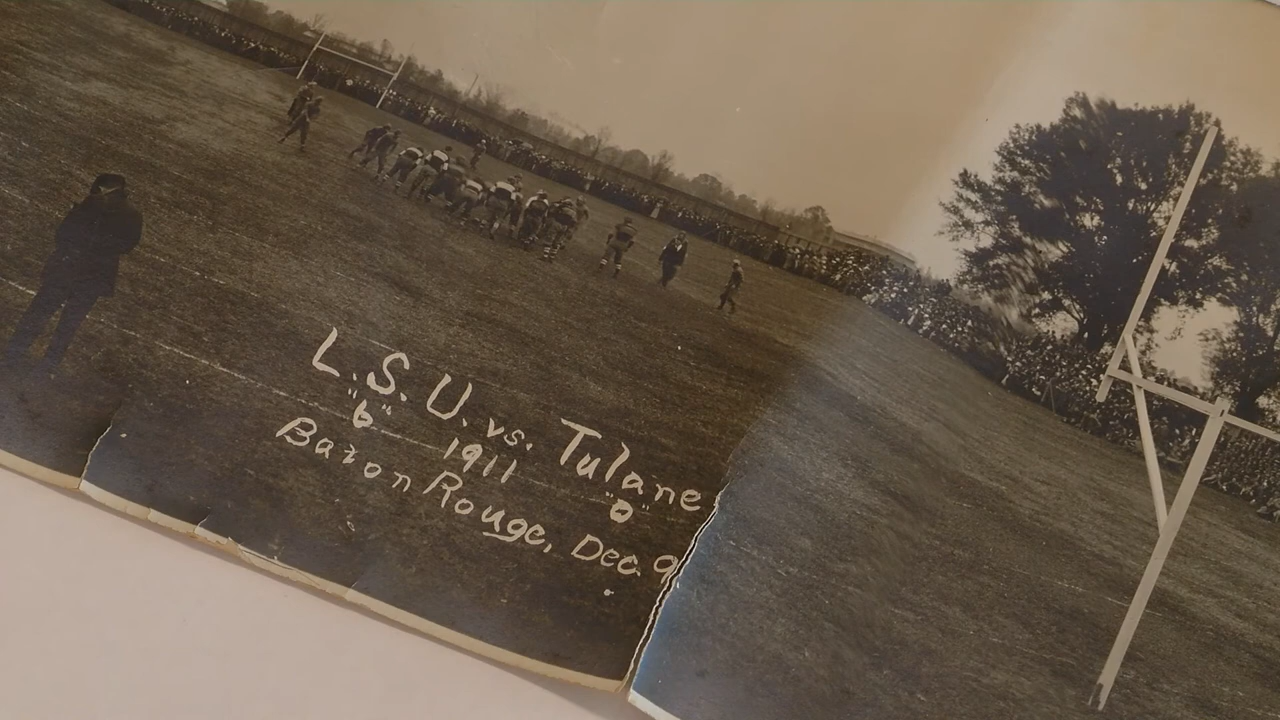 L.S.U. vs. Tulane
"6" 1911 "0"
Baton Rouge, Dec. 9.